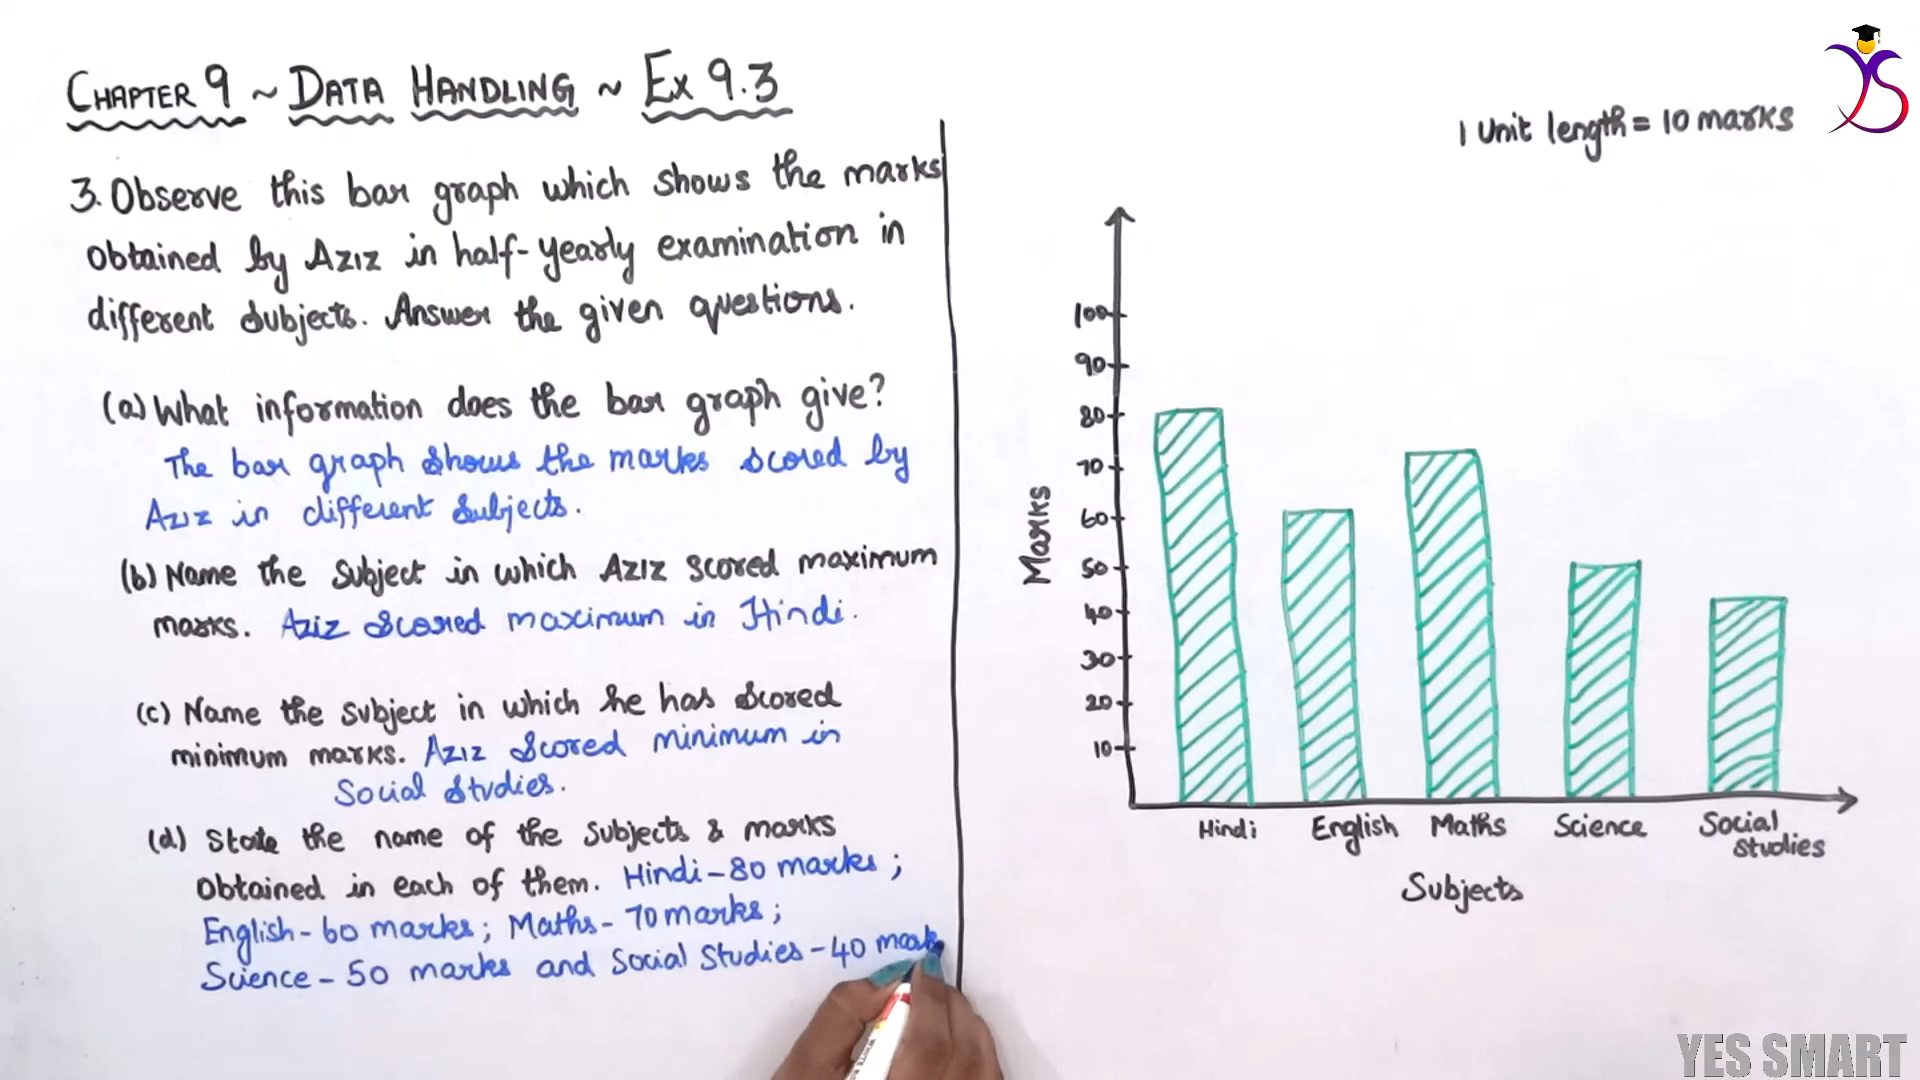 CHAPTER 9 ~ DATA HANDLING ~ Ex 9.3
1 Unit length = 10 marks
3. Observe this bar graph which shows the marks
obtained by Aziz in half-yearly examination in
different subjects. Answer the given questions.
(a) What information does the bar graph give?
The bar graph shows the marks scored by
Aziz in different subjects.
(b) Name the subject in which Aziz scored maximum
marks. Aziz scored maximum in Hindi.
(c) Name the subject in which he has scored
minimum marks. Aziz scored minimum in
Social studies.
(d) State the name of the subjects & marks
obtained in each of them. Hindi - 80 marks ;
English - 60 marks ; Maths - 70 marks ;
Science - 50 marks and Social Studies - 40 mark
100
90
80
70
60
50
40
30
20
10
Marks
Hindi English Maths Science Social studies
Subjects
YS
YES SMART